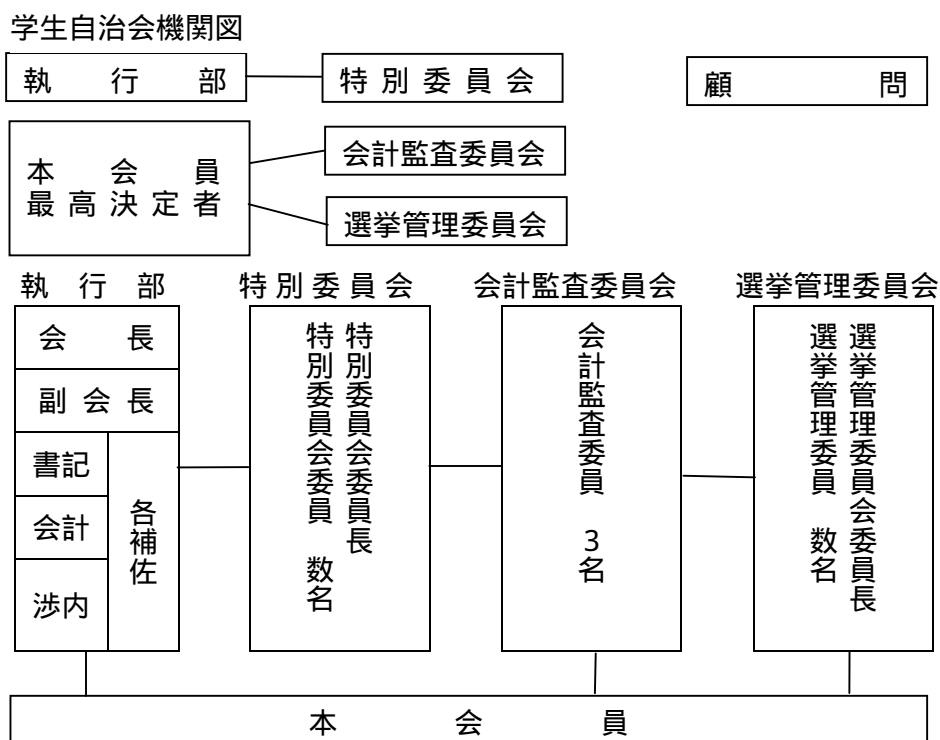 学生自治会機関図
執行部
特別委員会
顧問
本会員
最高決定者
会計監査委員会
選挙管理委員会
執行部
特別委員会
会計監査委員会
選挙管理委員会
会長
副会長
書記
会計
渉内
各補佐
特別委員会委員長
特別委員会委員 数名
会計監査委員 3名
選挙管理委員会委員長
選挙管理委員 数名
本会員